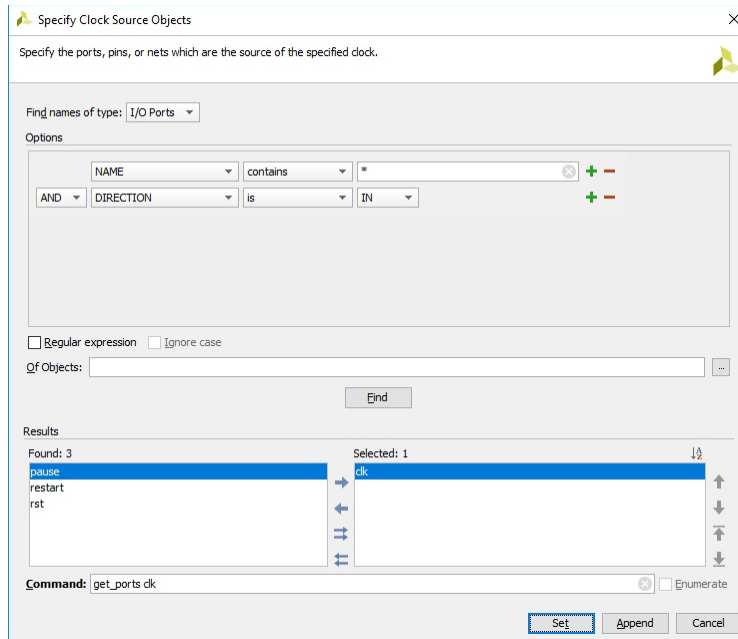 Specify Clock Source Objects
Specify the ports, pins, or nets which are the source of the specified clock.
Find names of type: I/O Ports
Options
NAME contains *
AND DIRECTION is IN
Regular expression Ignore case
Of Objects: ...
Find
Results
Found: 3 Selected: 1
pause clk
restart
rst
Command: get_ports clk Enumerate
Set Append Cancel